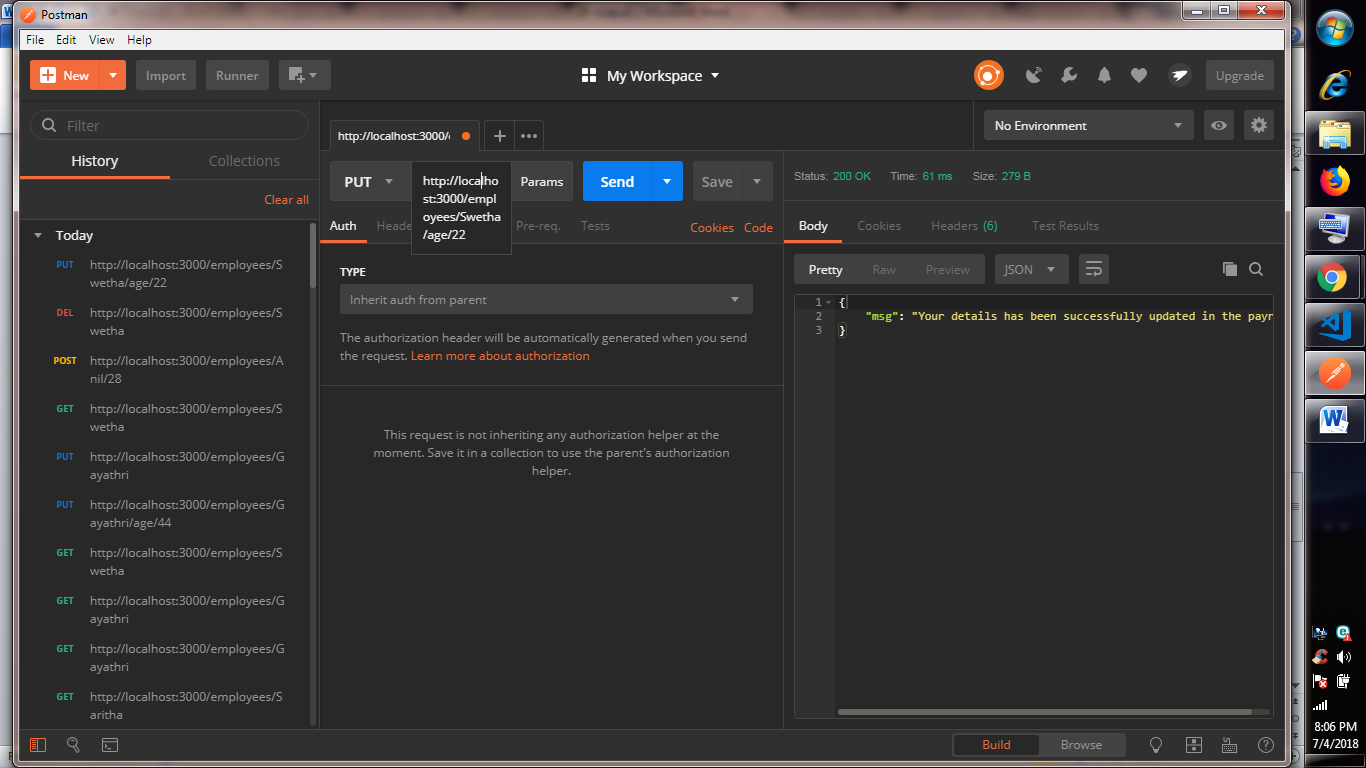 Postman
File Edit View Help
New
Import
Runner
My Workspace
Upgrade
Filter
History
Collections
Clear all
Today
PUT http://localhost:3000/employees/S
wetha/age/22
DEL http://localhost:3000/employees/S
wetha
POST http://localhost:3000/employees/A
nil/28
GET http://localhost:3000/employees/S
wetha
PUT http://localhost:3000/employees/G
ayathri
PUT http://localhost:3000/employees/G
ayathri/age/44
GET http://localhost:3000/employees/S
wetha
GET http://localhost:3000/employees/G
ayathri
GET http://localhost:3000/employees/G
ayathri
GET http://localhost:3000/employees/S
aritha
http://localhost:3000/
No Environment
PUT
http://localho
st:3000/empl
oyees/Swetha
/age/22
Params
Send
Save
Auth
Heade
Pre-req.
Tests
Cookies
Code
TYPE
Inherit auth from parent
The authorization header will be automatically generated when you send
the request. Learn more about authorization
This request is not inheriting any authorization helper at the
moment. Save it in a collection to use the parent's authorization
helper.
Status: 200 OK Time: 61 ms Size: 279 B
Body
Cookies
Headers (6)
Test Results
Pretty
Raw
Preview
JSON
1 {
2 "msg": "Your details has been successfully updated in the payr
3 }
Build
Browse
8:06 PM
7/4/2018